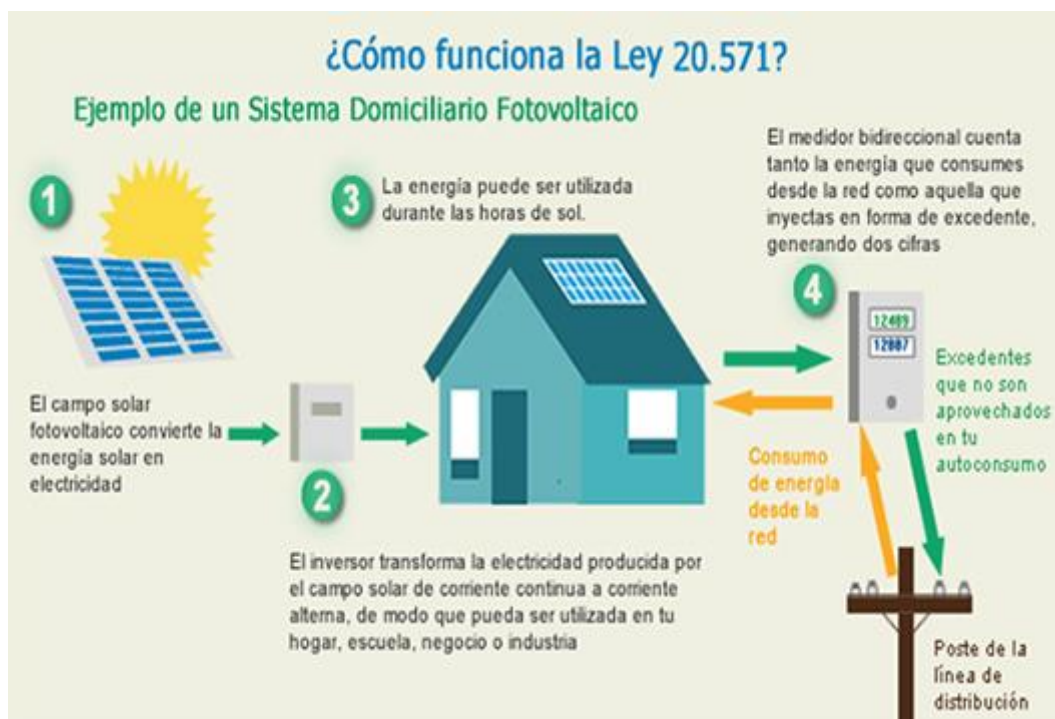 ¿Cómo funciona la Ley 20.571?
Ejemplo de un Sistema Domiciliario Fotovoltaico
1
El campo solar
fotovoltaico convierte la
energía solar en
electricidad
2
El inversor transforma la electricidad producida por
el campo solar de corriente continua a corriente
alterna, de modo que pueda ser utilizada en tu
hogar, escuela, negocio o industria
3
La energía puede ser utilizada
durante las horas de sol.
El medidor bidireccional cuenta
tanto la energía que consumes
desde la red como aquella que
inyectas en forma de excedente,
generando dos cifras
4
12489
12887
Excedentes
que no son
aprovechados
en tu
autoconsumo
Consumo
de energía
desde la
red
Poste de la
línea de
distribución